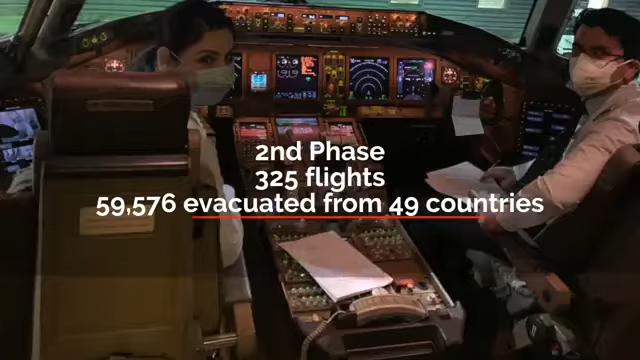 2nd Phase
325 flights
59,576 evacuated from 49 countries